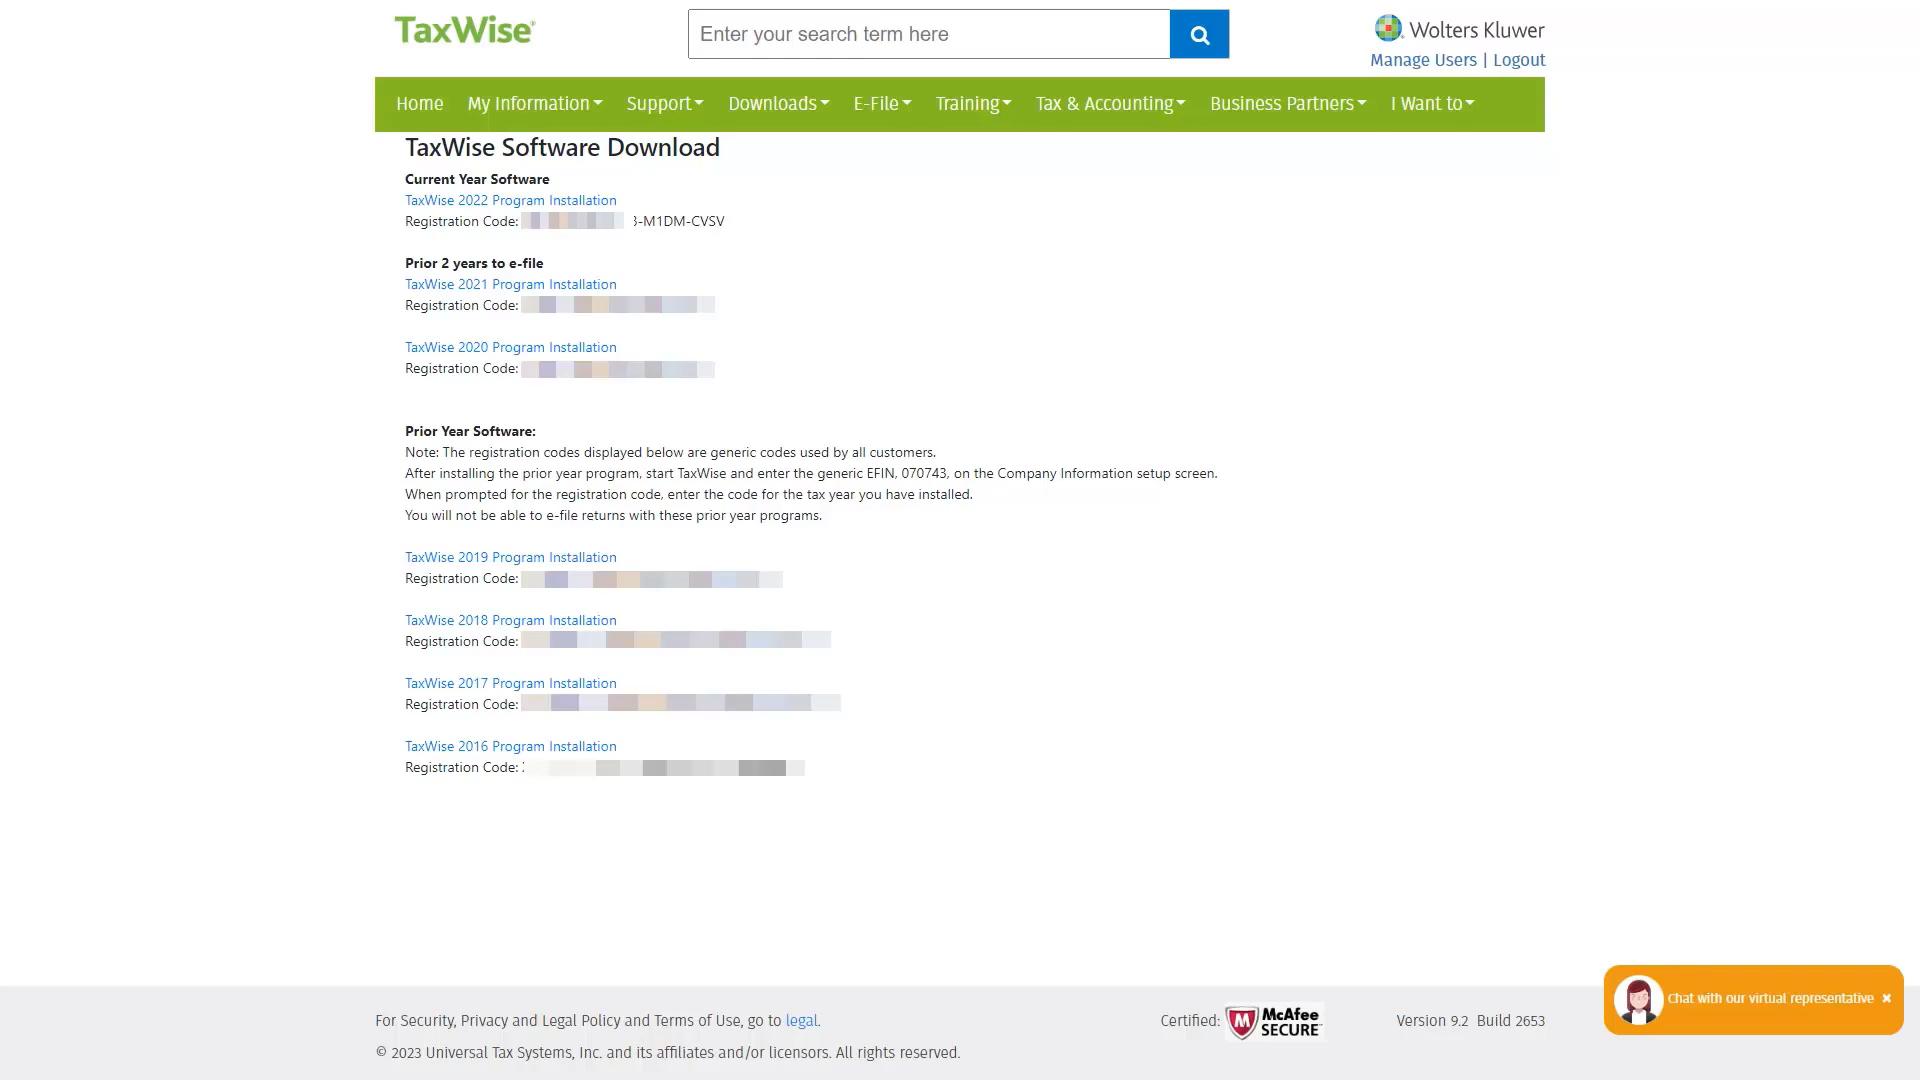 TaxWise®
Enter your search term here
Wolters Kluwer
Manage Users | Logout
Home My Information Support Downloads E-File Training Tax & Accounting Business Partners I Want to
TaxWise Software Download
Current Year Software
TaxWise 2022 Program Installation
Registration Code: -M1DM-CVSV
Prior 2 years to e-file
TaxWise 2021 Program Installation
Registration Code:
TaxWise 2020 Program Installation
Registration Code:
Prior Year Software:
Note: The registration codes displayed below are generic codes used by all customers.
After installing the prior year program, start TaxWise and enter the generic EFIN, 070743, on the Company Information setup screen.
When prompted for the registration code, enter the code for the tax year you have installed.
You will not be able to e-file returns with these prior year programs.
TaxWise 2019 Program Installation
Registration Code:
TaxWise 2018 Program Installation
Registration Code:
TaxWise 2017 Program Installation
Registration Code:
TaxWise 2016 Program Installation
Registration Code:
Chat with our virtual representative ×
For Security, Privacy and Legal Policy and Terms of Use, go to legal.
Certified: McAfee SECURE
Version 9.2 Build 2653
© 2023 Universal Tax Systems, Inc. and its affiliates and/or licensors. All rights reserved.